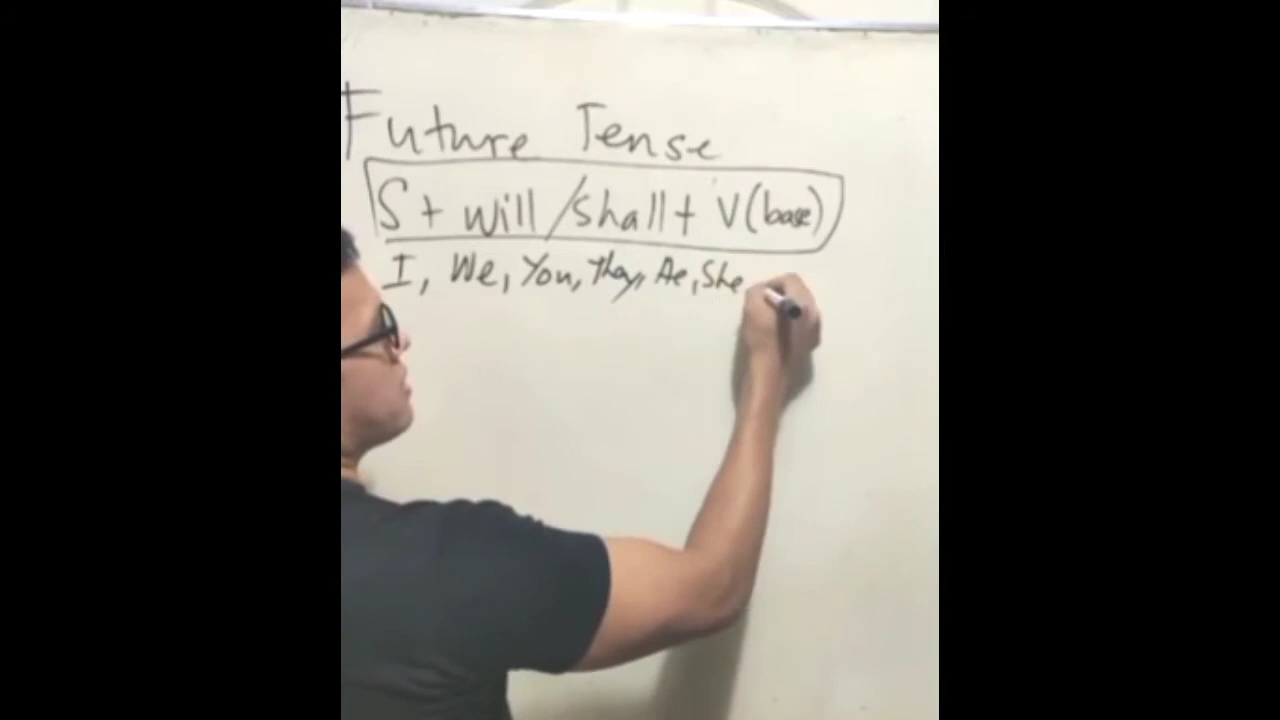 Future Tense
S + will/shall + V(base)
I, We, You, They, He, She